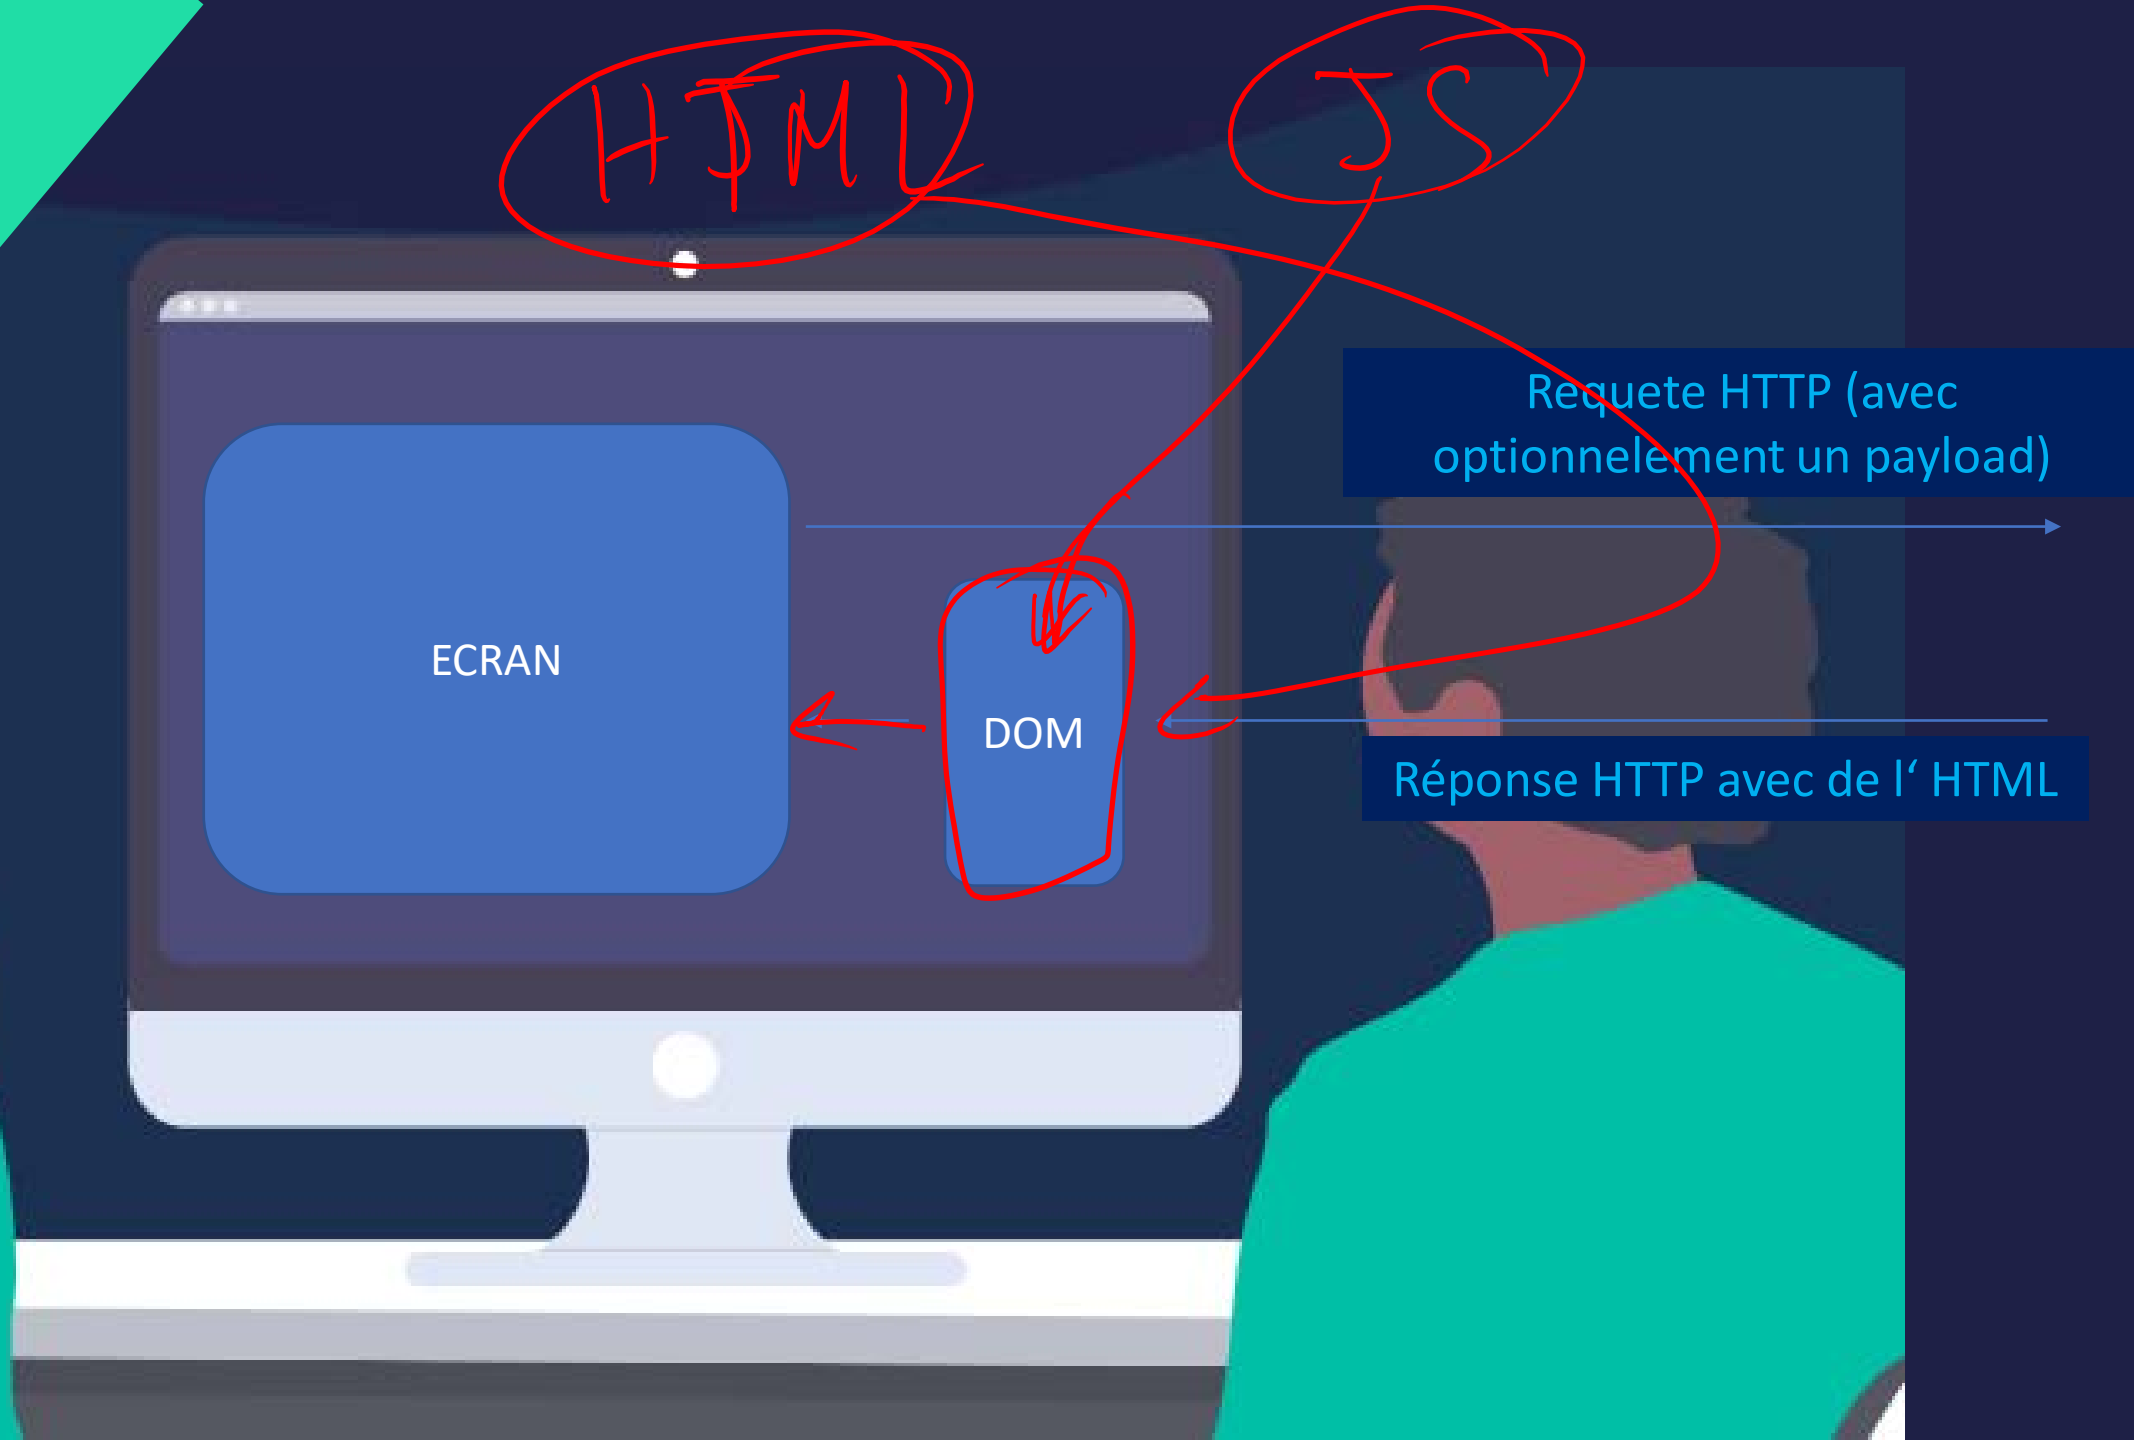 HTML
JS
Requete HTTP (avec
optionnelement un payload)
ECRAN
DOM
Réponse HTTP avec de l‘ HTML